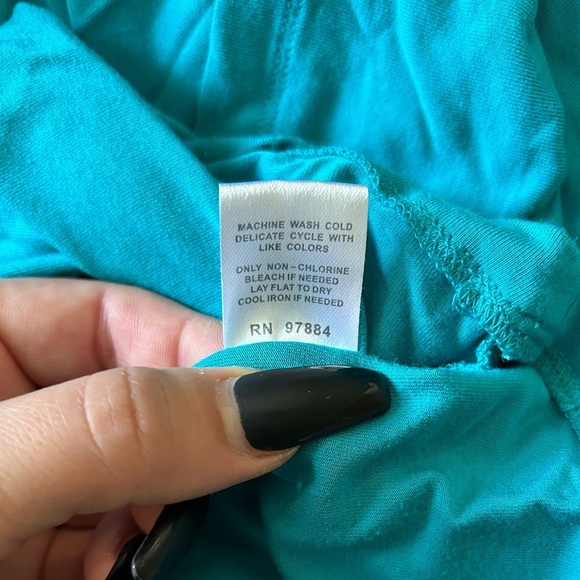 MACHINE WASH COLD
DELICATE CYCLE WITH
LIKE COLORS
ONLY NON-CHLORINE
BLEACH IF NEEDED
LAY FLAT TO DRY
COOL IRON IF NEEDED
RN 97884